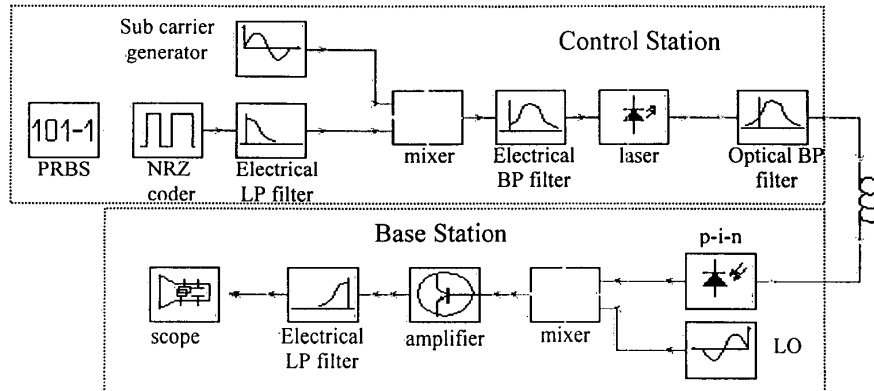 Sub carrier
generator
Control Station
101-1
PRBS
NRZ
coder
Electrical
LP filter
mixer
Electrical
BP filter
laser
Optical BP
filter
Base Station
p-i-n
scope
Electrical
LP filter
amplifier
mixer
LO